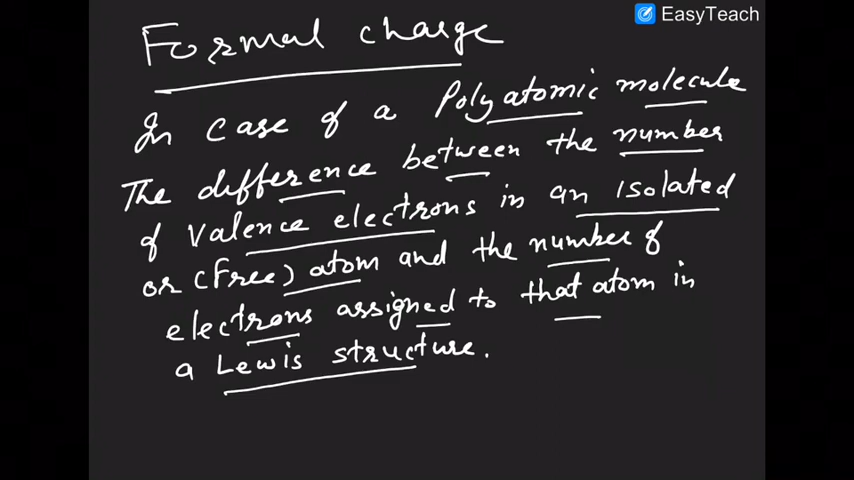 EasyTeach
Formal charge
In case of a Polyatomic molecule
The difference between the number
of valence electrons in an isolated
or (Free) atom and the number of
electrons assigned to that atom in
a Lewis structure.